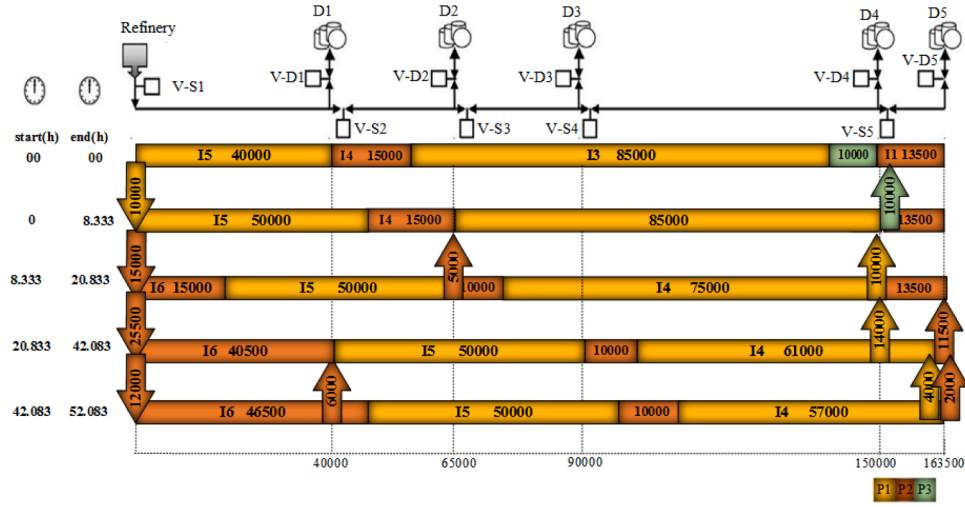 D1 D2 D3 D4 D5
Refinery
V-S1 V-D1 V-D2 V-D3 V-D4 V-D5
V-S2 V-S3 V-S4 V-S5
start(h) end(h)
00 00 I5 40000 I4 15000 I3 85000 10000 I1 13500
10000 10000
0 8.333 I5 50000 I4 15000 85000 13500
15000 5000 10000
8.333 20.833 I6 15000 I5 50000 10000 I4 75000 13500
25500 14000 11500
20.833 42.083 I6 40500 I5 50000 10000 I4 61000
12000 6000 4000 2000
42.083 52.083 I6 46500 I5 50000 10000 I4 57000
40000 65000 90000 150000 163500
P1 P2 P3